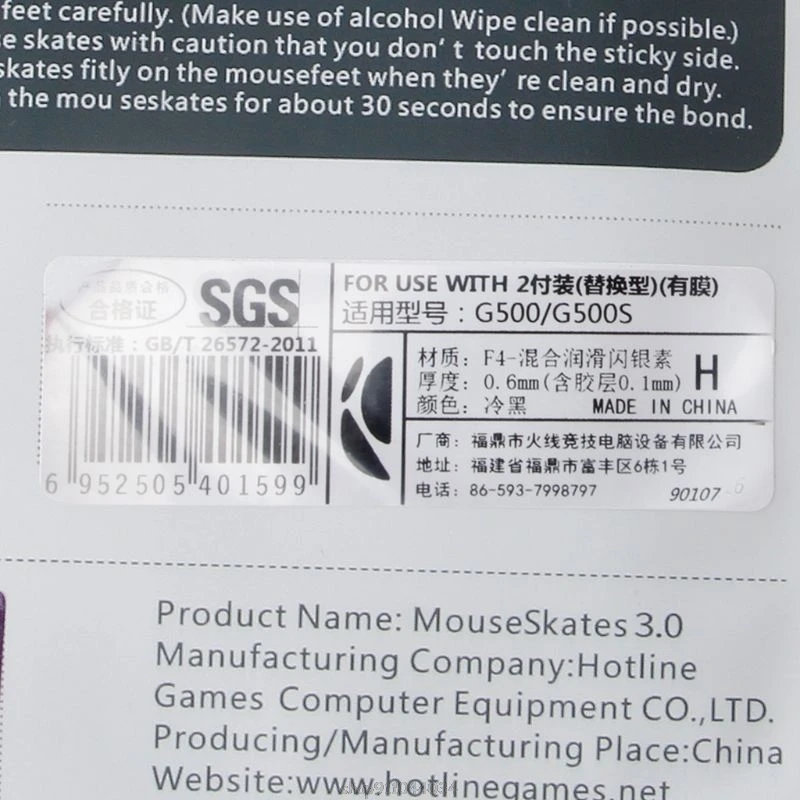 feet carefully. (Make use of alcohol Wipe clean if possible.)
e skates with caution that you don't touch the sticky side.
skates fitly on the mousefeet when they're clean and dry.
the mou seskates for about 30 seconds to ensure the bond.
产品品质合格
合格证
SGS
执行标准：GB/T 26572-2011
6 952505 401599
FOR USE WITH 2付装(替换型)(有膜)
适用型号：G500/G500S
材质：F4-混合润滑闪银素
厚度：0.6mm(含胶层0.1mm)
H
颜色：冷黑 MADE IN CHINA
厂商：福鼎市火线竞技电脑设备有限公司
地址：福建省福鼎市富丰区6栋1号
电话：86-593-7998797
90107
Product Name: MouseSkates 3.0
Manufacturing Company:Hotline
Games Computer Equipment CO.,LTD.
Producing/Manufacturing Place:China
Website:www.hotlinegames.net